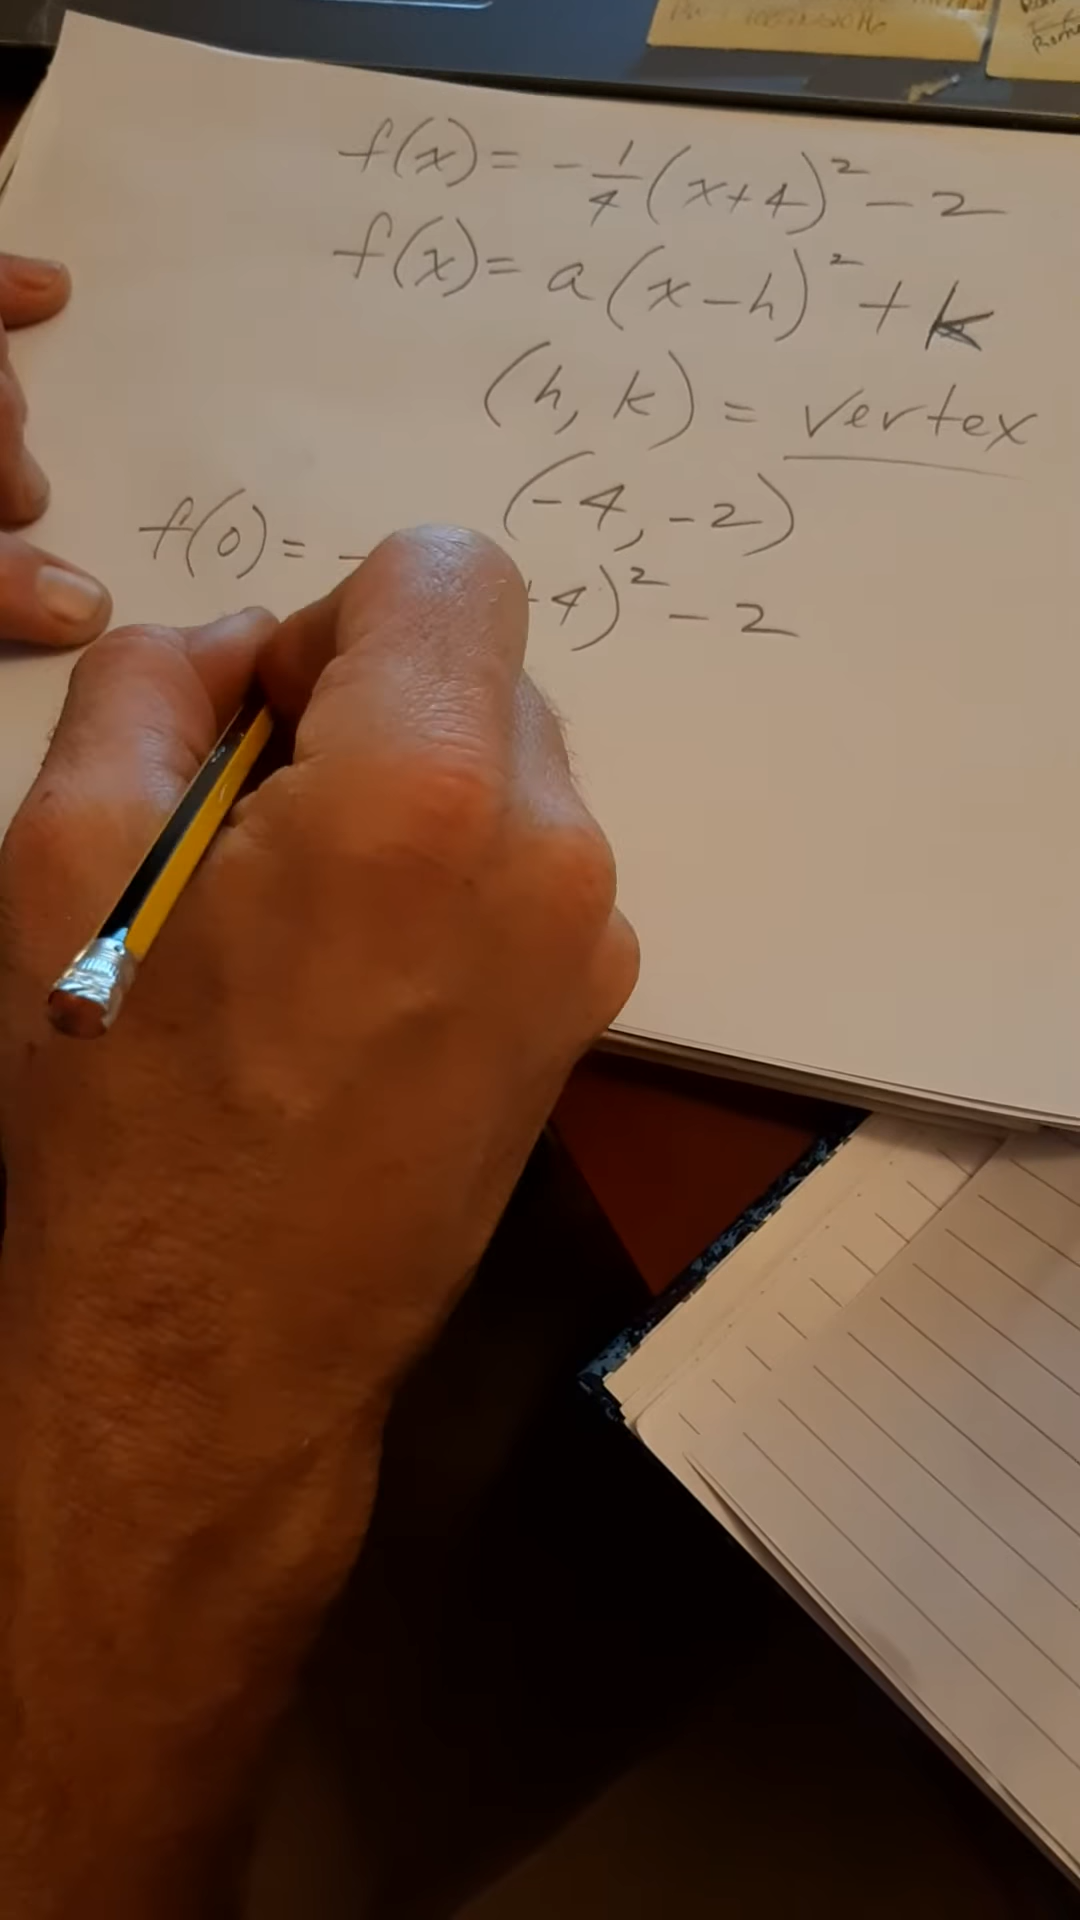 f(x) = -1/4 (x+4)² - 2
f(x) = a(x-h)² + k
(h, k) = vertex
(-4, -2)
f(0) = - +4)² - 2